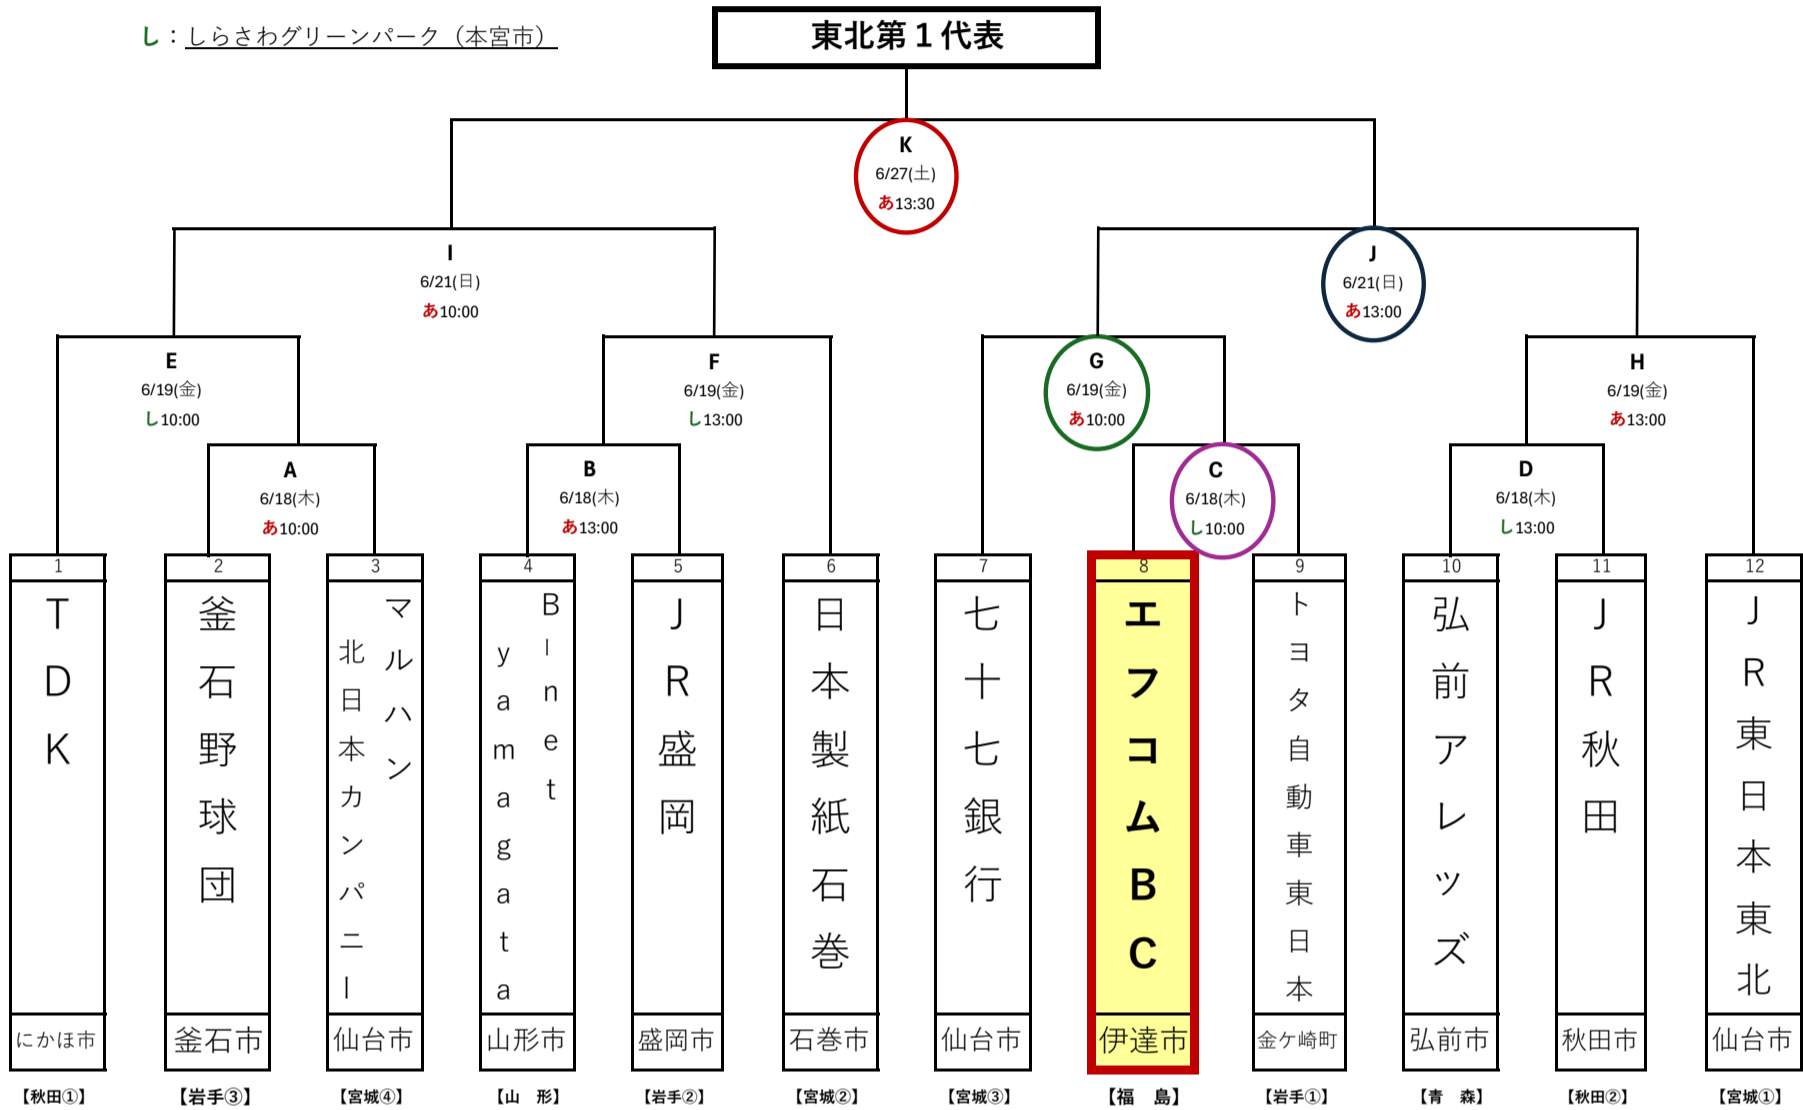 し：しらさわグリーンパーク（本宮市）
東北第１代表
K
6/27(土)
あ13:30
I
6/21(日)
あ10:00
J
6/21(日)
あ13:00
E
6/19(金)
し10:00
F
6/19(金)
し13:00
G
6/19(金)
あ10:00
H
6/19(金)
あ13:00
A
6/18(木)
あ10:00
B
6/18(木)
あ13:00
C
6/18(木)
し10:00
D
6/18(木)
し13:00
1
TDK
にかほ市
【秋田①】
2
釜石野球団
釜石市
【岩手③】
3
マルハン
北日本カンパニー
仙台市
【宮城④】
4
Blnet
yamagata
山形市
【山　形】
5
JR盛岡
盛岡市
【岩手②】
6
日本製紙石巻
石巻市
【宮城②】
7
七十七銀行
仙台市
【宮城③】
8
エフコムBC
伊達市
【福　島】
9
トヨタ自動車東日本
金ケ崎町
【岩手①】
10
弘前アレッズ
弘前市
【青　森】
11
JR秋田
秋田市
【秋田②】
12
JR東日本東北
仙台市
【宮城①】